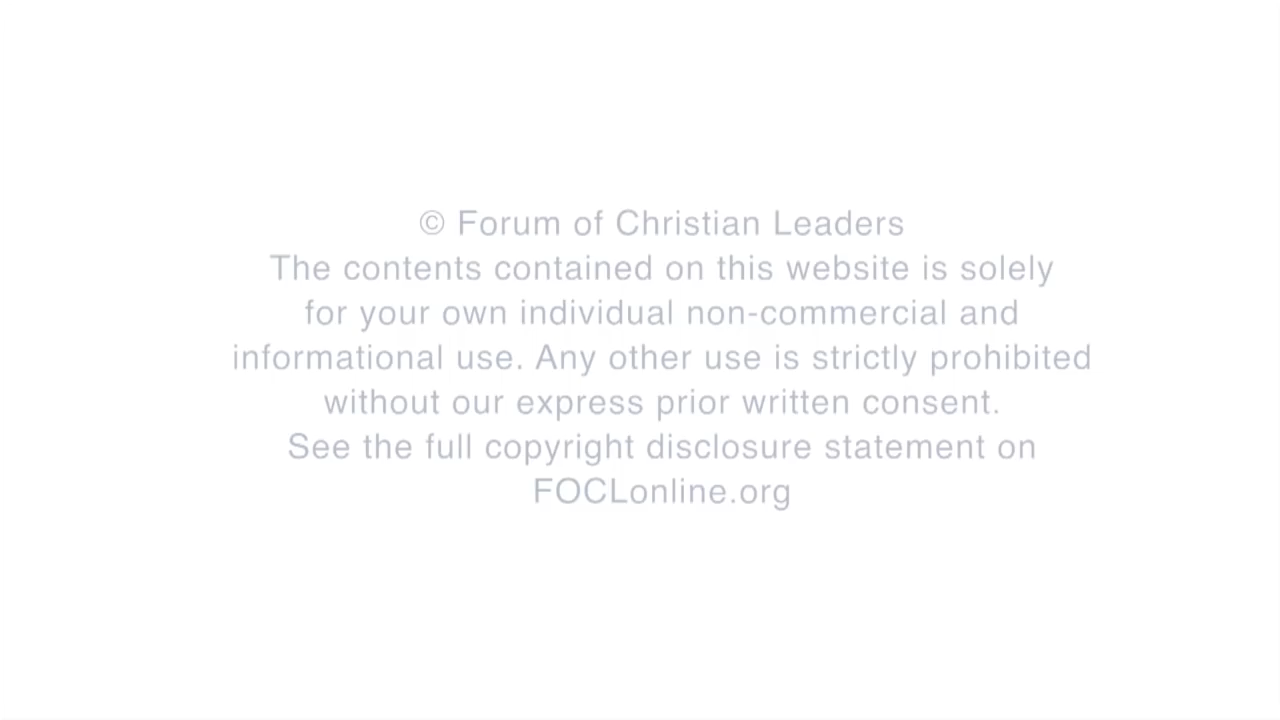 © Forum of Christian Leaders
The contents contained on this website is solely
for your own individual non-commercial and
informational use. Any other use is strictly prohibited
without our express prior written consent.
See the full copyright disclosure statement on
FOCLonline.org